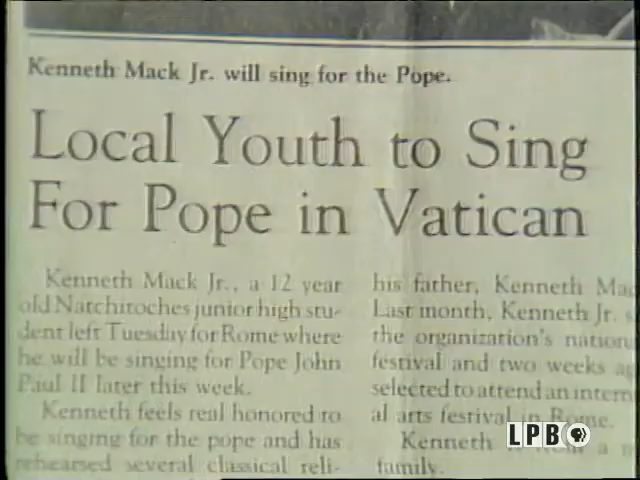 Kenneth Mack Jr. will sing for the Pope.
Local Youth to Sing
For Pope in Vatican
Kenneth Mack Jr., a 12 year
old Natchitoches junior high stu-
dent left Tuesday for Rome where
he will be singing for Pope John
Paul II later this week.
Kenneth feels real honored to
be singing for the pope and has
rehearsed several classical reli-
his father, Kenneth Mac
Last month, Kenneth Jr. s
the organization's nation
festival and two weeks ag
selected to attend an intern
al arts festival in Rome.
Kenneth a m
family.
LPB